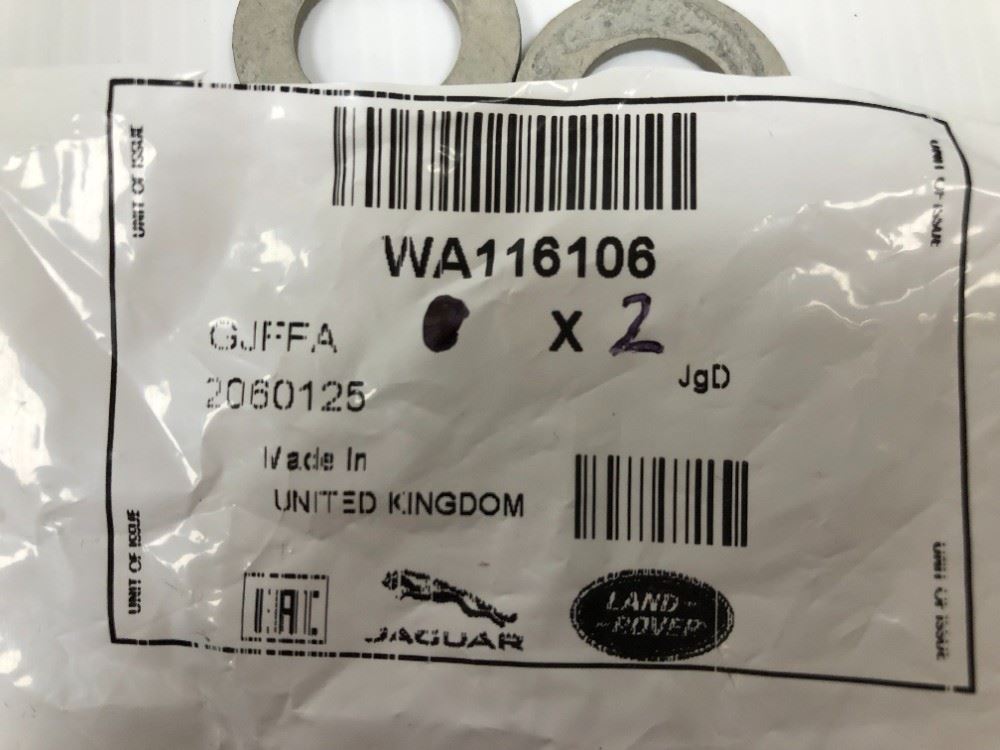 UNIT OF ISSUE
UNIT OF ISSUE
WA116106
X 2
GJFFA
JgD
2060125
Made In
UNITED KINGDOM
UNIT OF ISSUE
UNIT OF ISSUE
EAC
JAGUAR
LAND-
-ROVER